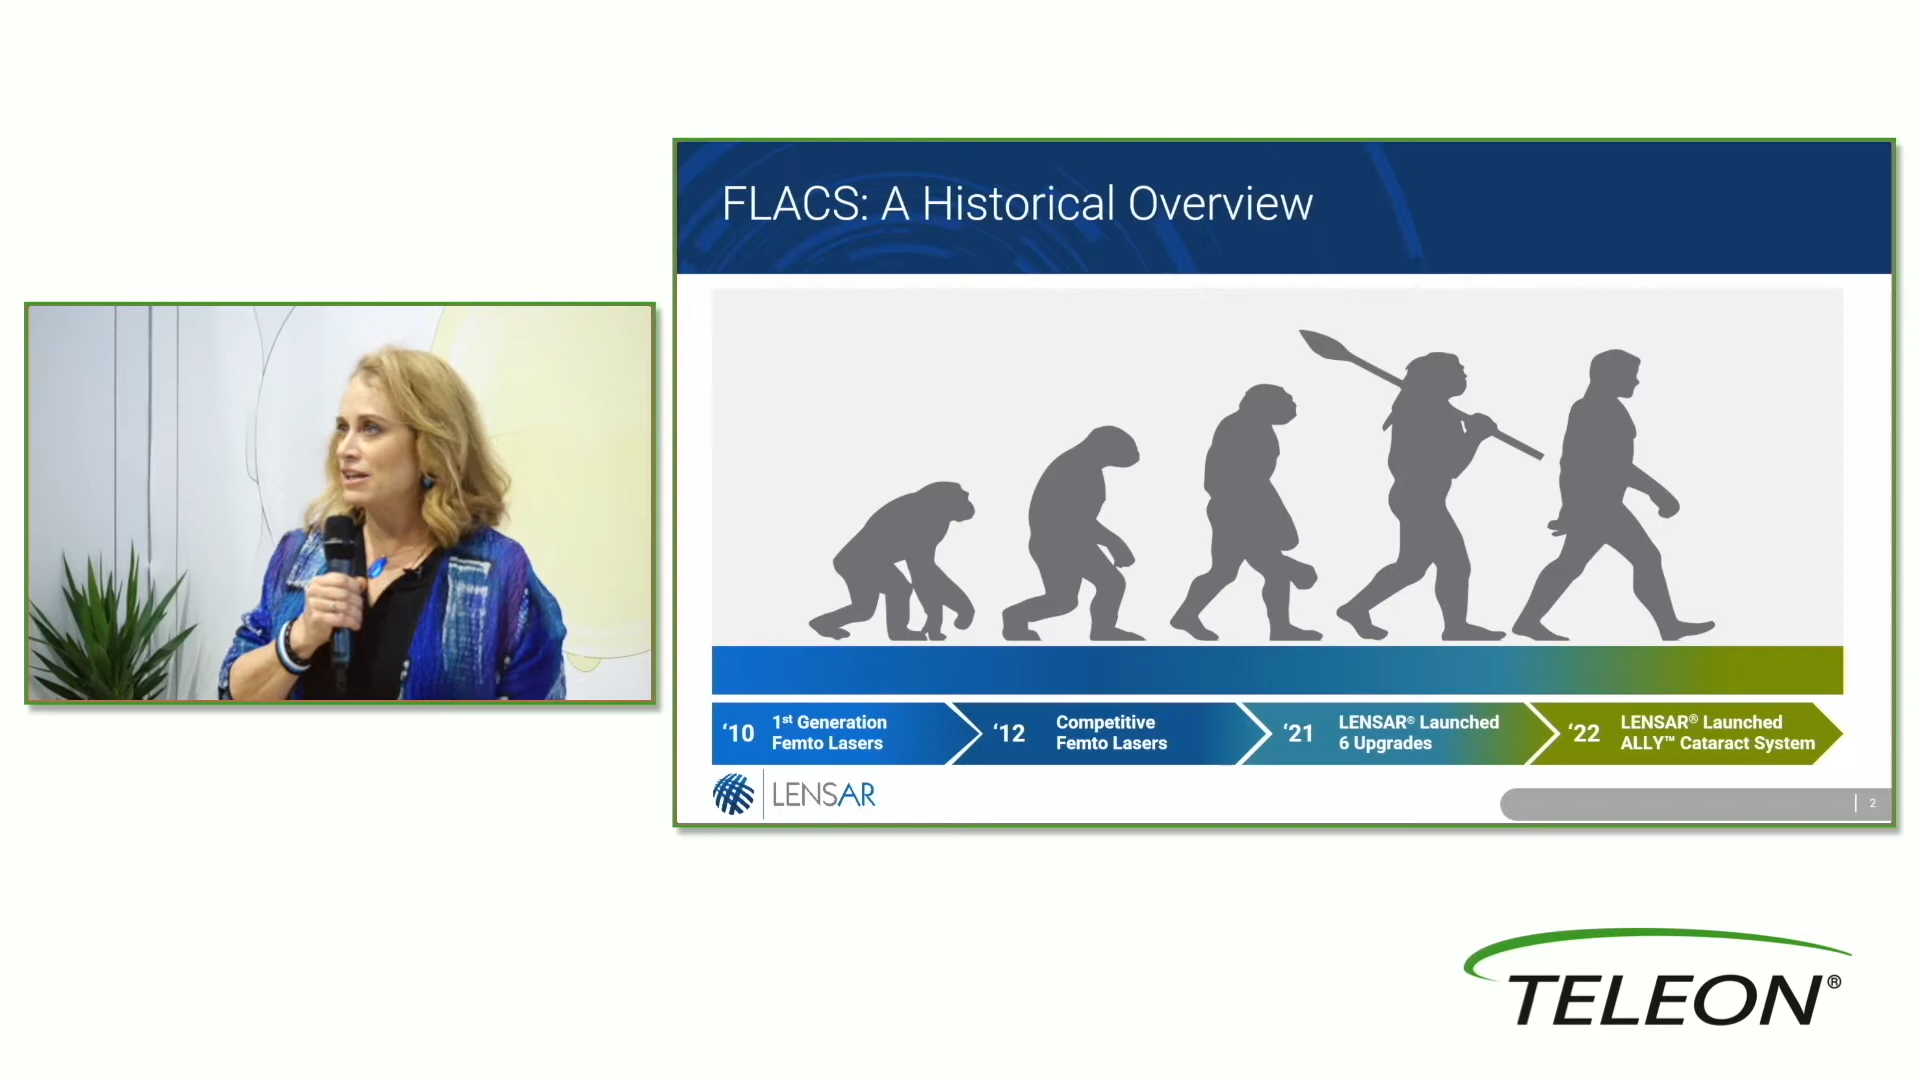 FLACS: A Historical Overview
‘10 1st Generation
Femto Lasers
‘12 Competitive
Femto Lasers
‘21 LENSAR® Launched
6 Upgrades
‘22 LENSAR® Launched
ALLY™ Cataract System
LENSAR
2
TELEON®